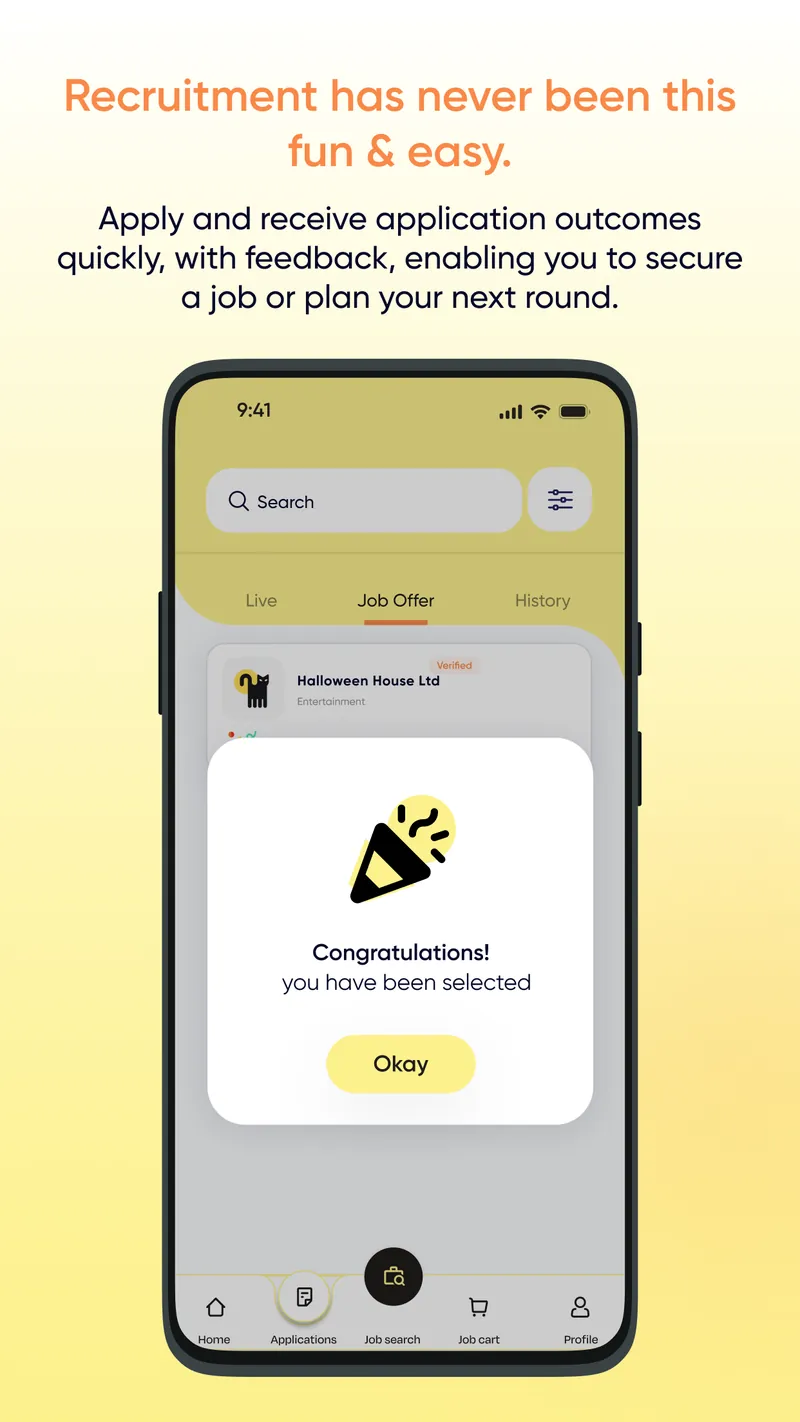 Recruitment has never been this
fun & easy.
Apply and receive application outcomes
quickly, with feedback, enabling you to secure
a job or plan your next round.
9:41
Search
Live
Job Offer
History
Verified
Halloween House Ltd
Entertainment
Congratulations!
you have been selected
Okay
Home
Applications
Job search
Job cart
Profile